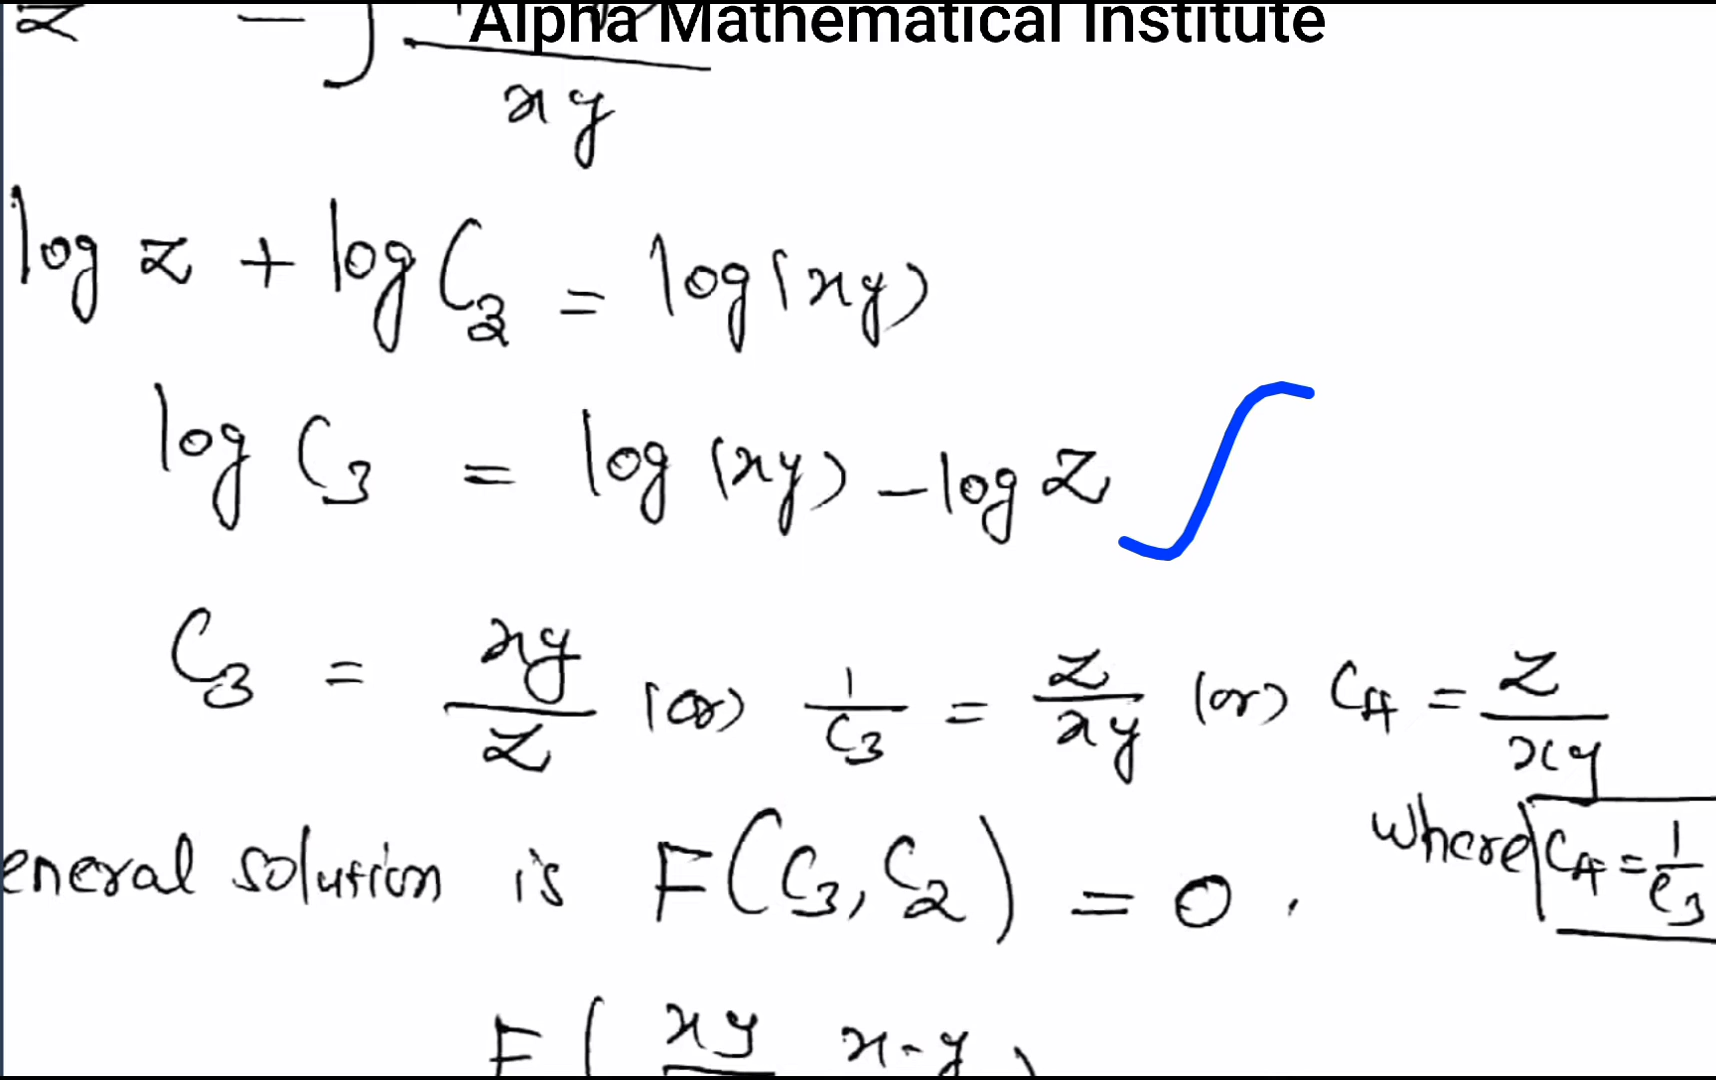 Alpha Mathematical Institute
z = ∫ / xy
log z + log C₃ = log(xy)
log C₃ = log (xy) - log z
C₃ = xy/z (or) 1/C₃ = z/xy (or) C₄ = z/xy
where C₄ = 1/C₃
eneral solution is F(C₃, C₂) = 0.
F( xy x-y )